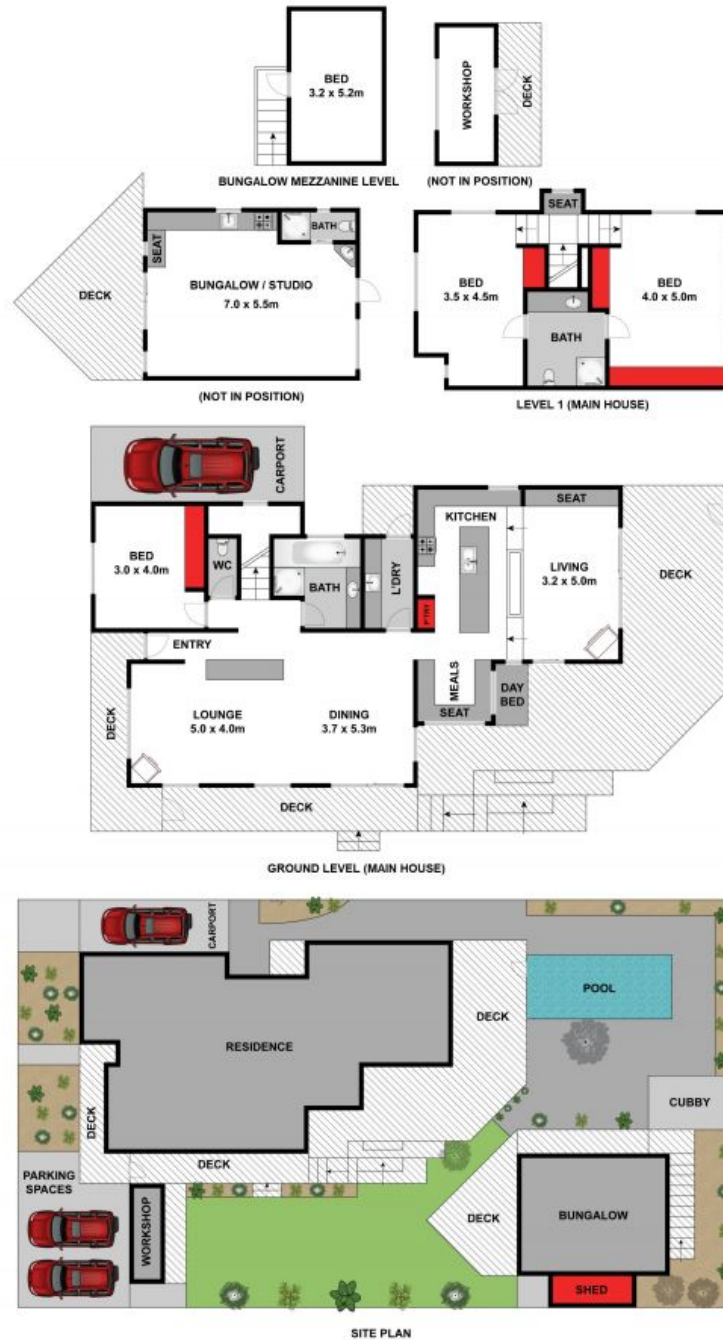 BED
3.2 x 5.2m
WORKSHOP
DECK
BUNGALOW MEZZANINE LEVEL
(NOT IN POSITION)
SEAT
BATH
SEAT
DECK
BUNGALOW / STUDIO
7.0 x 5.5m
BED
3.5 x 4.5m
BED
4.0 x 5.0m
BATH
(NOT IN POSITION)
LEVEL 1 (MAIN HOUSE)
CARPORT
KITCHEN
SEAT
BED
3.0 x 4.0m
WC
BATH
L'DRY
LIVING
3.2 x 5.0m
DECK
PTRY
ENTRY
MEALS
DAY
BED
DECK
LOUNGE
5.0 x 4.0m
DINING
3.7 x 5.3m
SEAT
DECK
GROUND LEVEL (MAIN HOUSE)
CARPORT
POOL
DECK
RESIDENCE
CUBBY
DECK
DECK
PARKING
SPACES
WORKSHOP
DECK
BUNGALOW
SHED
SITE PLAN